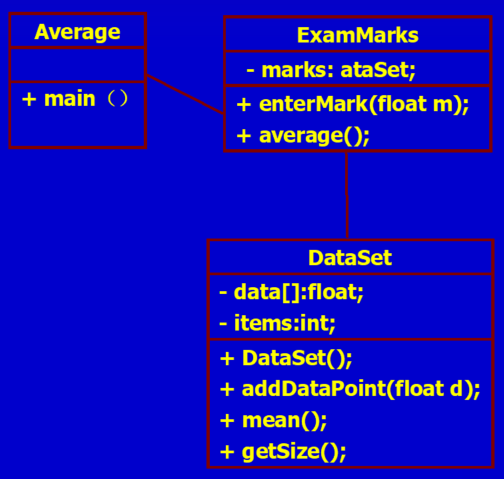 Average
+ main（）
ExamMarks
- marks: ataSet;
+ enterMark(float m);
+ average();
DataSet
- data[]:float;
- items:int;
+ DataSet();
+ addDataPoint(float d);
+ mean();
+ getSize();